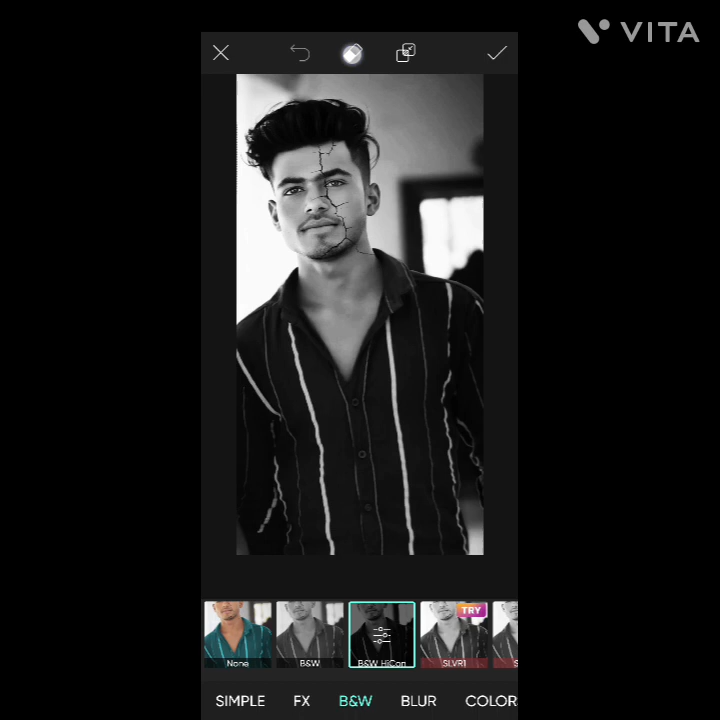 VITA
TRY
None
B&W
B&W HiCon
SLVR1
S
SIMPLE
FX
B&W
BLUR
COLOR